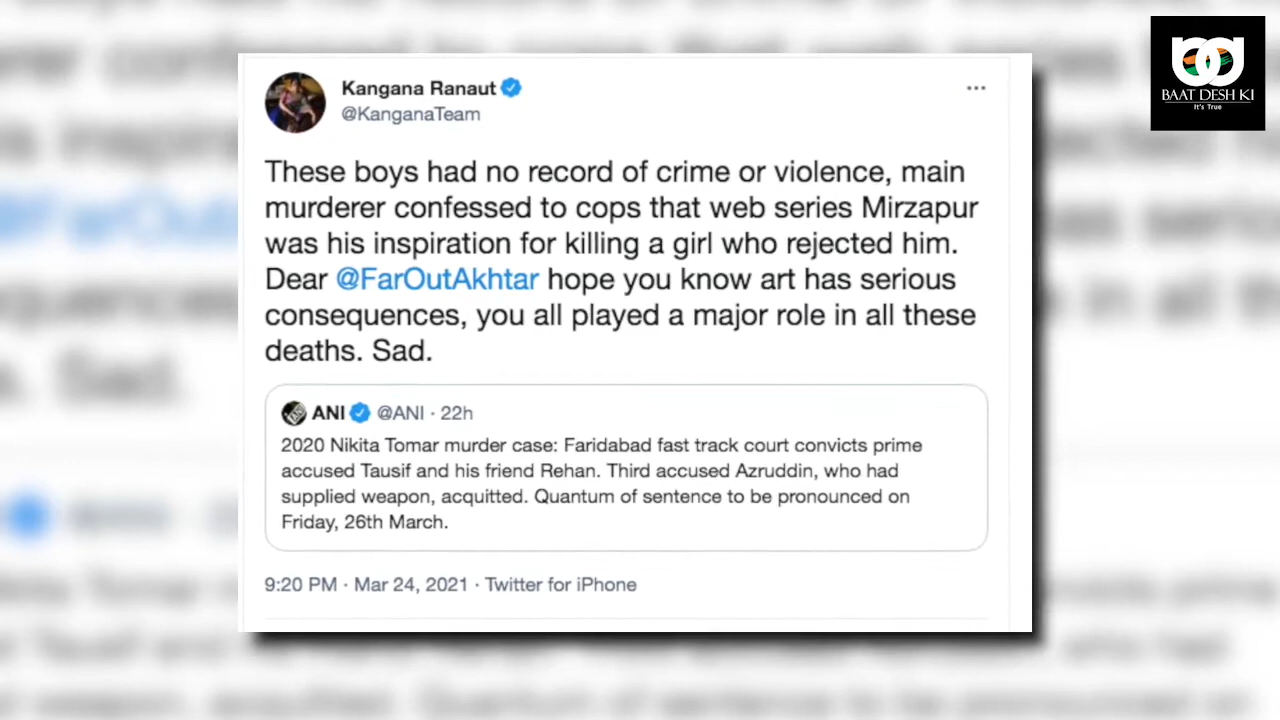 BAAT DESH KI
It's True
Kangana Ranaut
@KanganaTeam
These boys had no record of crime or violence, main
murderer confessed to cops that web series Mirzapur
was his inspiration for killing a girl who rejected him.
Dear @FarOutAkhtar hope you know art has serious
consequences, you all played a major role in all these
deaths. Sad.
ANI @ANI · 22h
2020 Nikita Tomar murder case: Faridabad fast track court convicts prime
accused Tausif and his friend Rehan. Third accused Azruddin, who had
supplied weapon, acquitted. Quantum of sentence to be pronounced on
Friday, 26th March.
9:20 PM · Mar 24, 2021 · Twitter for iPhone